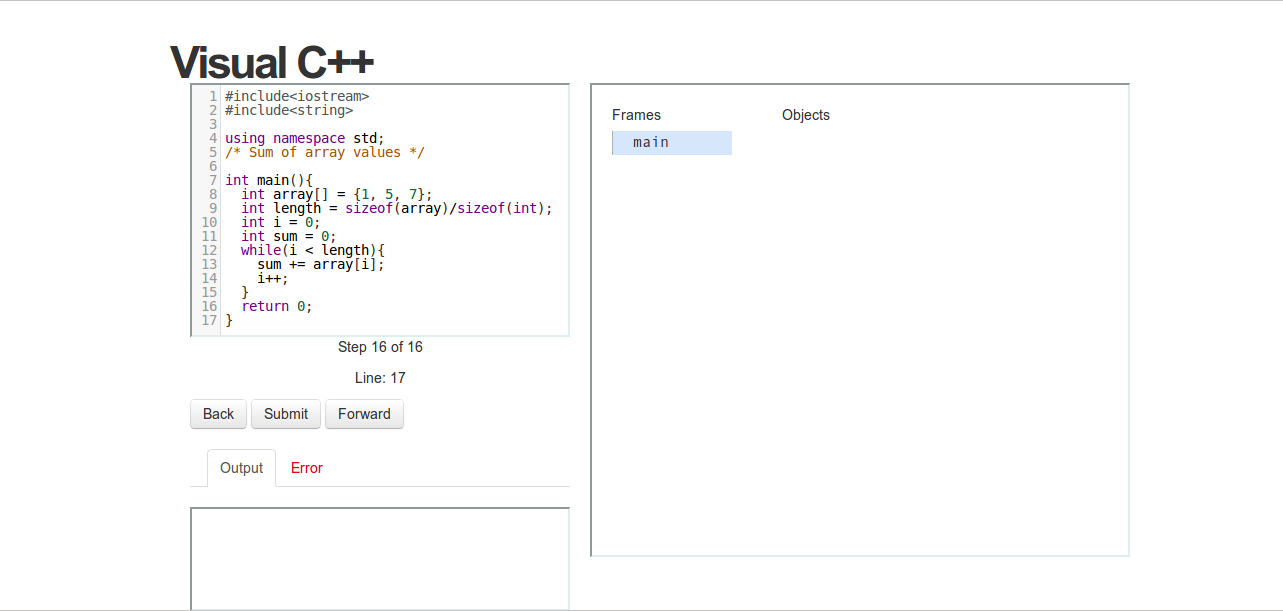 Visual C++
1 #include<iostream>
2 #include<string>
3
4 using namespace std;
5 /* Sum of array values */
6
7 int main(){
8   int array[] = {1, 5, 7};
9   int length = sizeof(array)/sizeof(int);
10   int i = 0;
11   int sum = 0;
12   while(i < length){
13     sum += array[i];
14     i++;
15   }
16   return 0;
17 }
Step 16 of 16
Line: 17
Back Submit Forward
Output Error
Frames Objects
main